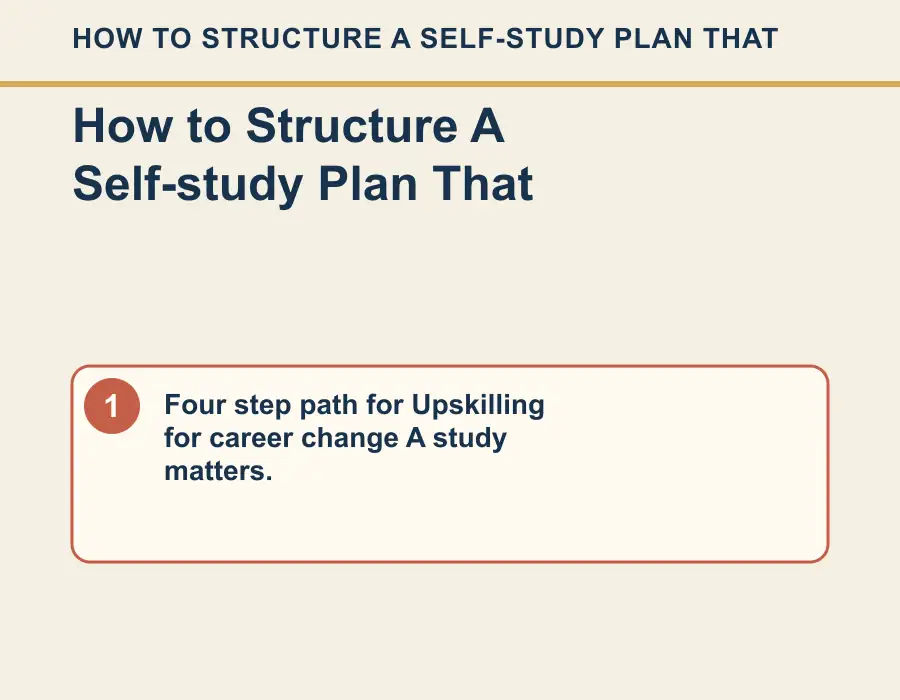 HOW TO STRUCTURE A SELF-STUDY PLAN THAT
How to Structure A
Self-study Plan That
1
Four step path for Upskilling
for career change A study
matters.